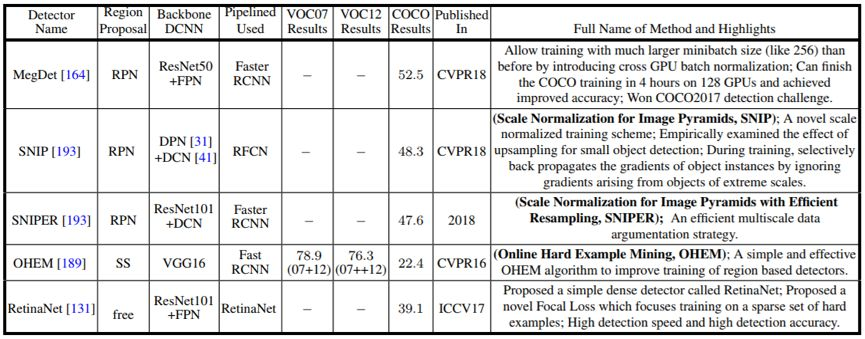 Detector Name | Region Proposal | Backbone DCNN | Pipelined Used | VOC07 Results | VOC12 Results | COCO Results | Published In | Full Name of Method and Highlights
MegDet [164] | RPN | ResNet50 +FPN | Faster RCNN | − | − | 52.5 | CVPR18 | Allow training with much larger minibatch size (like 256) than
before by introducing cross GPU batch normalization; Can finish
the COCO training in 4 hours on 128 GPUs and achieved
improved accuracy; Won COCO2017 detection challenge.
SNIP [193] | RPN | DPN [31] +DCN [41] | RFCN | − | − | 48.3 | CVPR18 | (Scale Normalization for Image Pyramids, SNIP); A novel scale
normalized training scheme; Empirically examined the effect of
upsampling for small object detection; During training, selectively
back propagates the gradients of object instances by ignoring
gradients arising from objects of extreme scales.
SNIPER [193] | RPN | ResNet101 +DCN | Faster RCNN | − | − | 47.6 | 2018 | (Scale Normalization for Image Pyramids with Efficient
Resampling, SNIPER); An efficient multiscale data
argumentation strategy.
OHEM [189] | SS | VGG16 | Fast RCNN | 78.9 (07+12) | 76.3 (07++12) | 22.4 | CVPR16 | (Online Hard Example Mining, OHEM); A simple and effective
OHEM algorithm to improve training of region based detectors.
RetinaNet [131] | free | ResNet101 +FPN | RetinaNet | − | − | 39.1 | ICCV17 | Proposed a simple dense detector called RetinaNet; Proposed a
novel Focal Loss which focuses training on a sparse set of hard
examples; High detection speed and high detection accuracy.